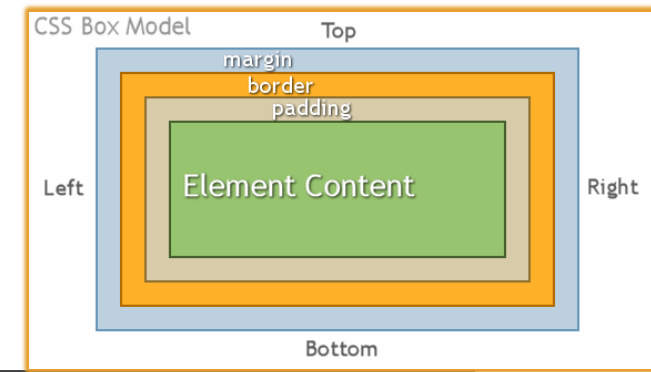 CSS Box Model
Top
margin
border
padding
Left
Element Content
Right
Bottom